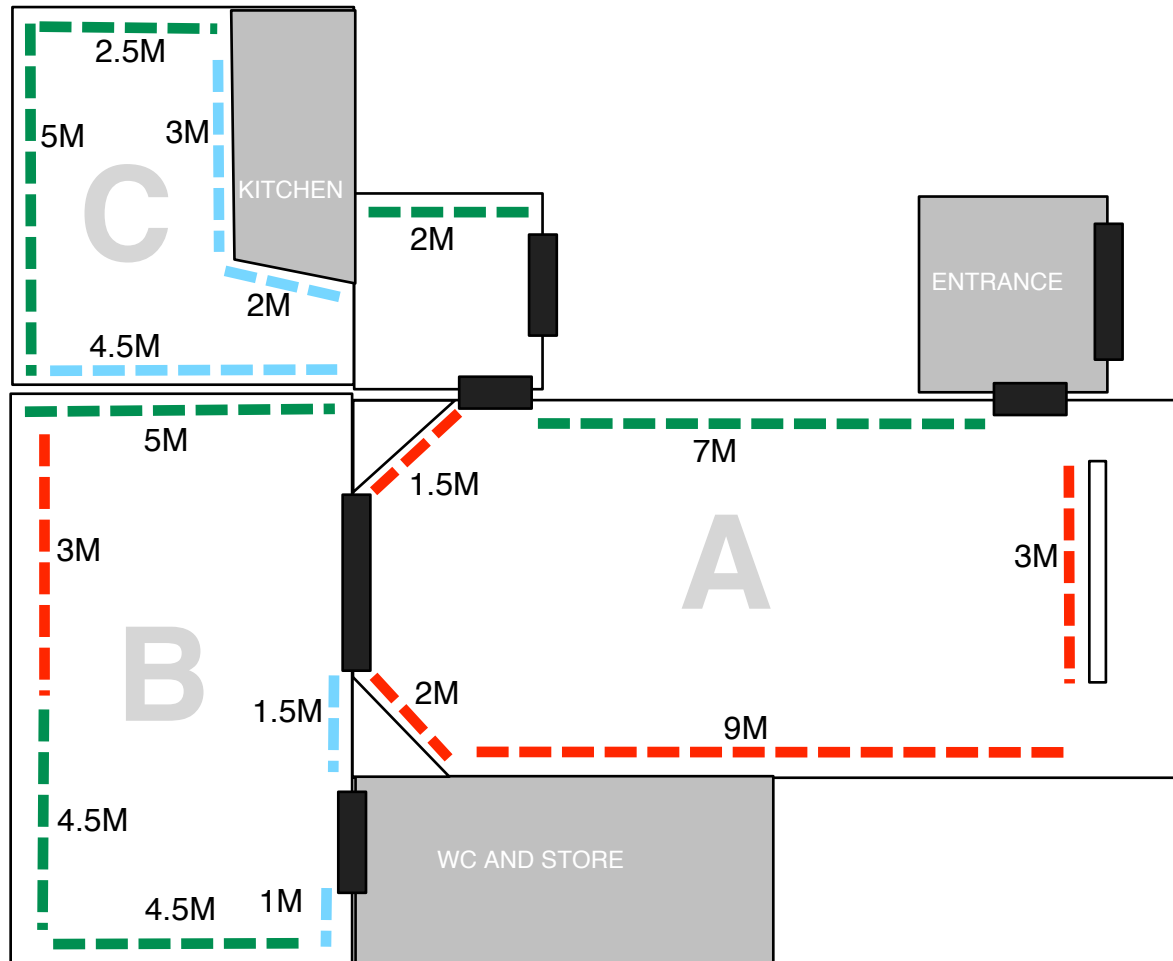 2.5M
5M
3M
C
KITCHEN
2M
2M
4.5M
ENTRANCE
5M
7M
1.5M
3M
A
3M
B
2M
1.5M
9M
4.5M
WC AND STORE
1M
4.5M